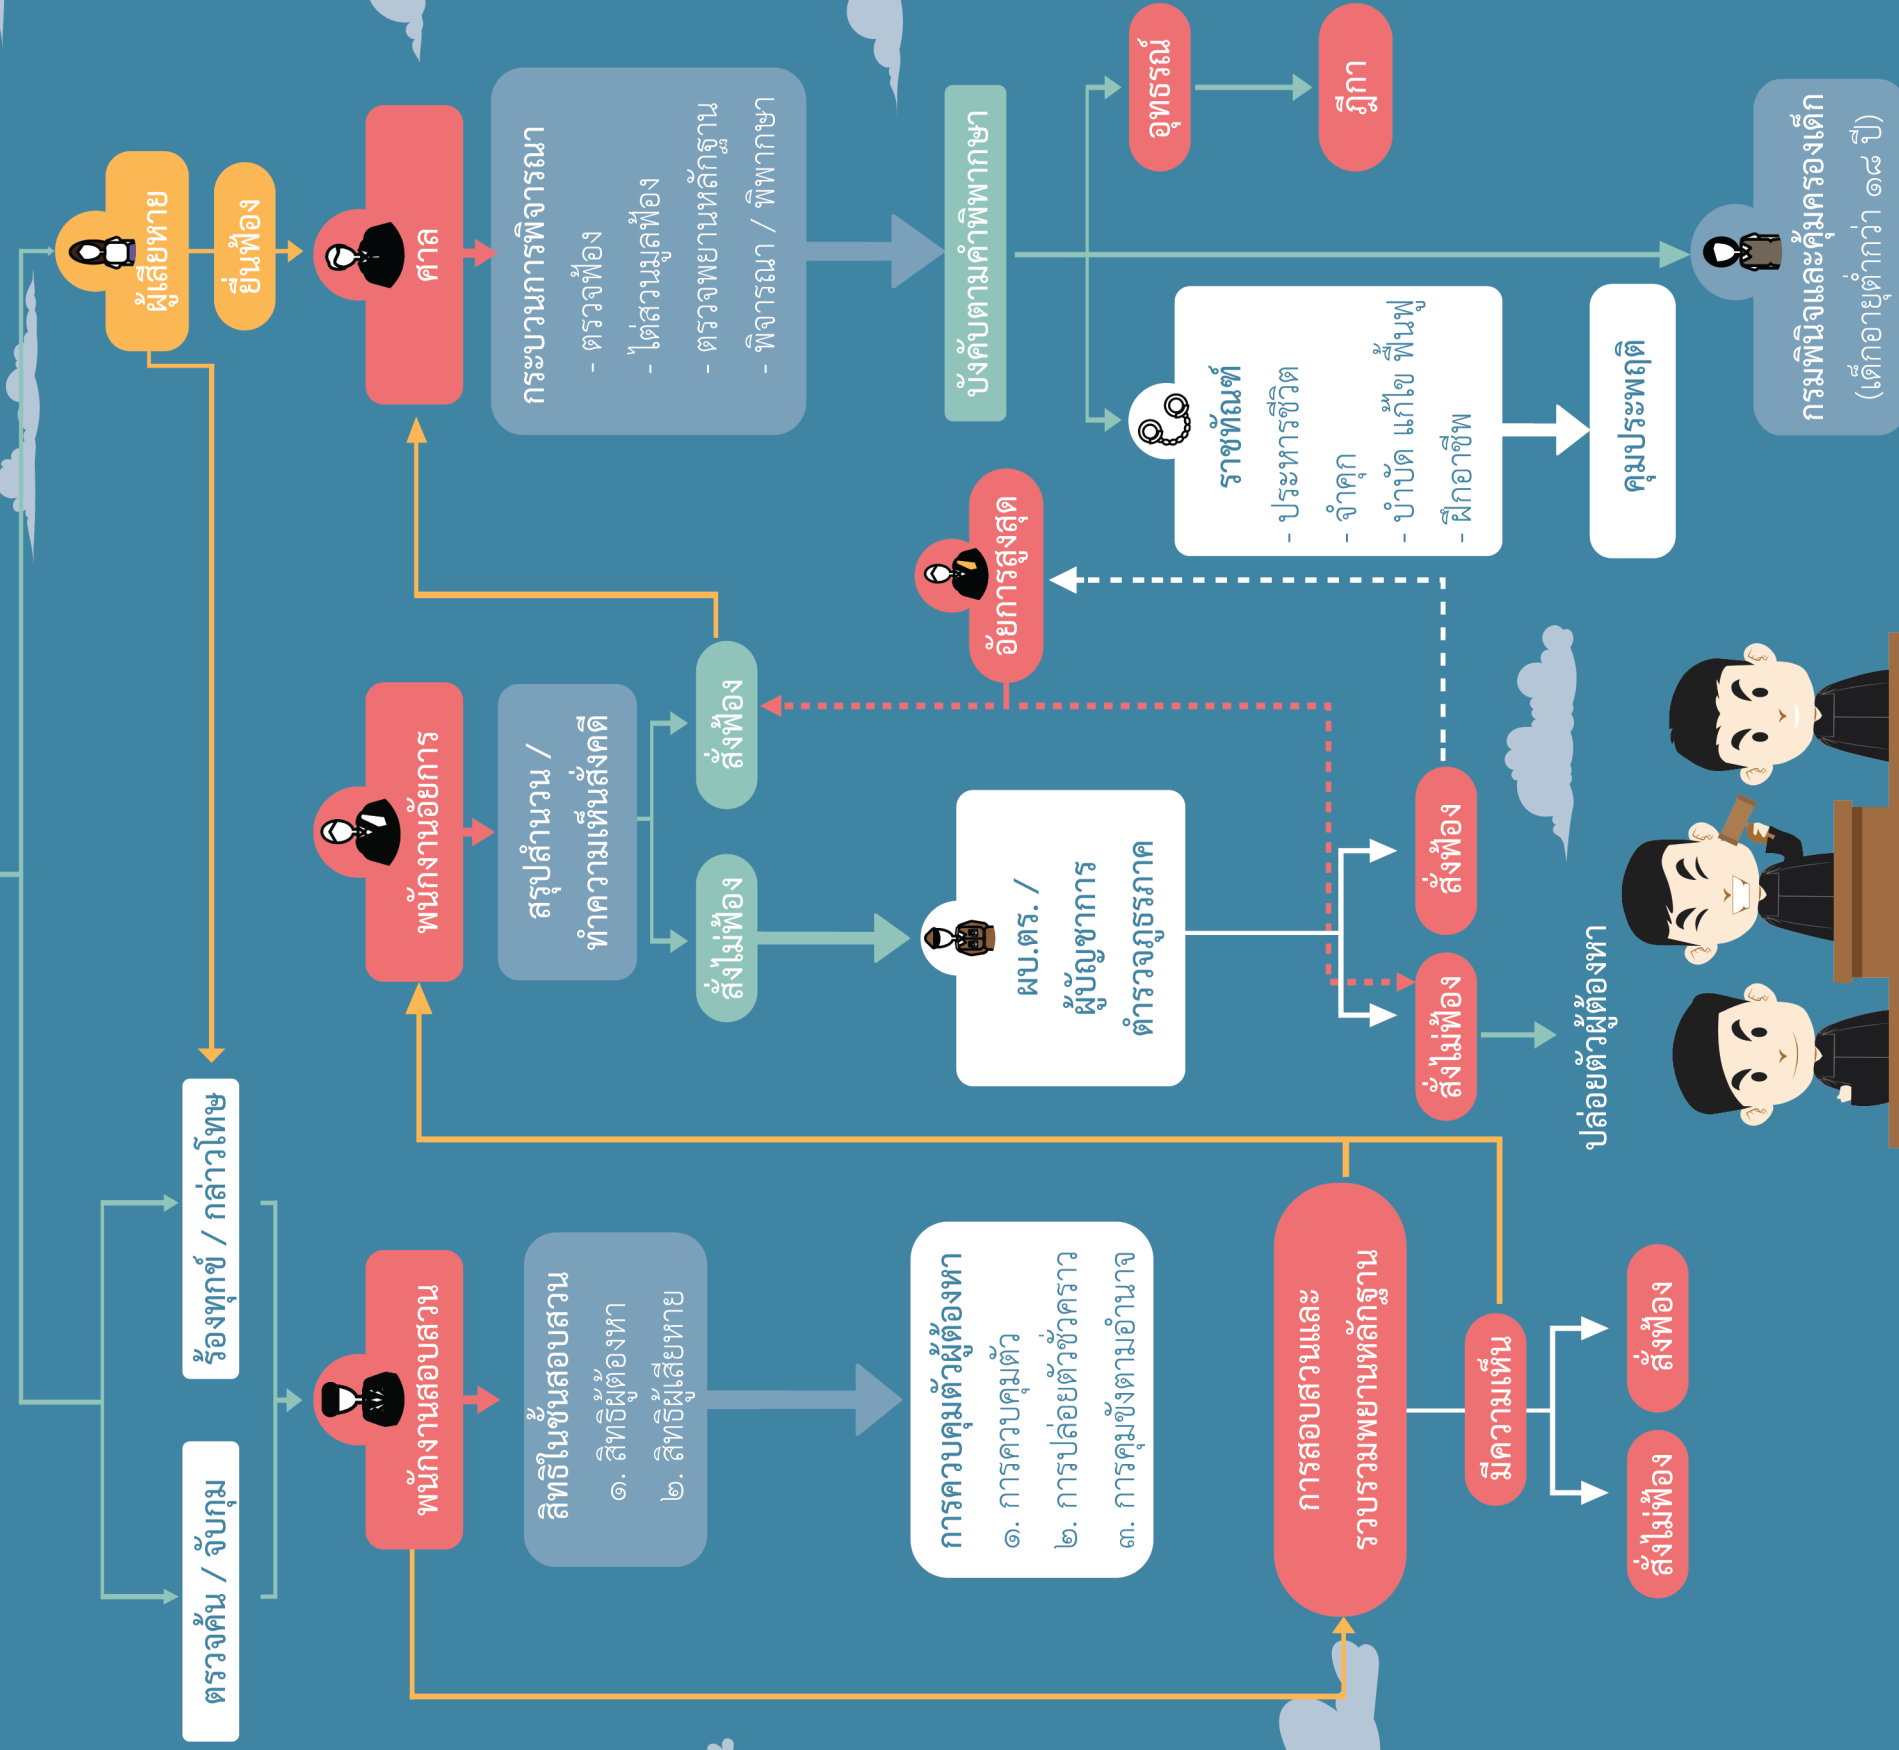 ตรวจค้น / จับกุม
ร้องทุกข์ / กล่าวโทษ
ผู้เสียหาย
ยื่นฟ้อง
พนักงานสอบสวน
สิทธิในชั้นสอบสวน
๑. สิทธิผู้ต้องหา
๒. สิทธิผู้เสียหาย
การควบคุมตัวผู้ต้องหา
๑. การควบคุมตัว
๒. การปล่อยตัวชั่วคราว
๓. การคุมขังตามอำนาจ
การสอบสวนและ
รวบรวมพยานหลักฐาน
มีความเห็น
สั่งไม่ฟ้อง
สั่งฟ้อง
พนักงานอัยการ
สรุปสำนวน /
ทำความเห็นสั่งคดี
สั่งไม่ฟ้อง
สั่งฟ้อง
ผบ.ตร. /
ผู้บัญชาการ
ตำรวจภูธรภาค
อัยการสูงสุด
สั่งไม่ฟ้อง
สั่งฟ้อง
ปล่อยตัวผู้ต้องหา
ศาล
กระบวนการพิจารณา
- ตรวจฟ้อง
- ไต่สวนมูลฟ้อง
- ตรวจพยานหลักฐาน
- พิจารณา / พิพากษา
บังคับตามคำพิพากษา
อุทธรณ์
ฎีกา
ราชทัณฑ์
- ประหารชีวิต
- จำคุก
- บำบัด แก้ไข ฟื้นฟู
- ฝึกอาชีพ
คุมประพฤติ
กรมพินิจและคุ้มครองเด็ก
(เด็กอายุต่ำกว่า ๑๘ ปี)